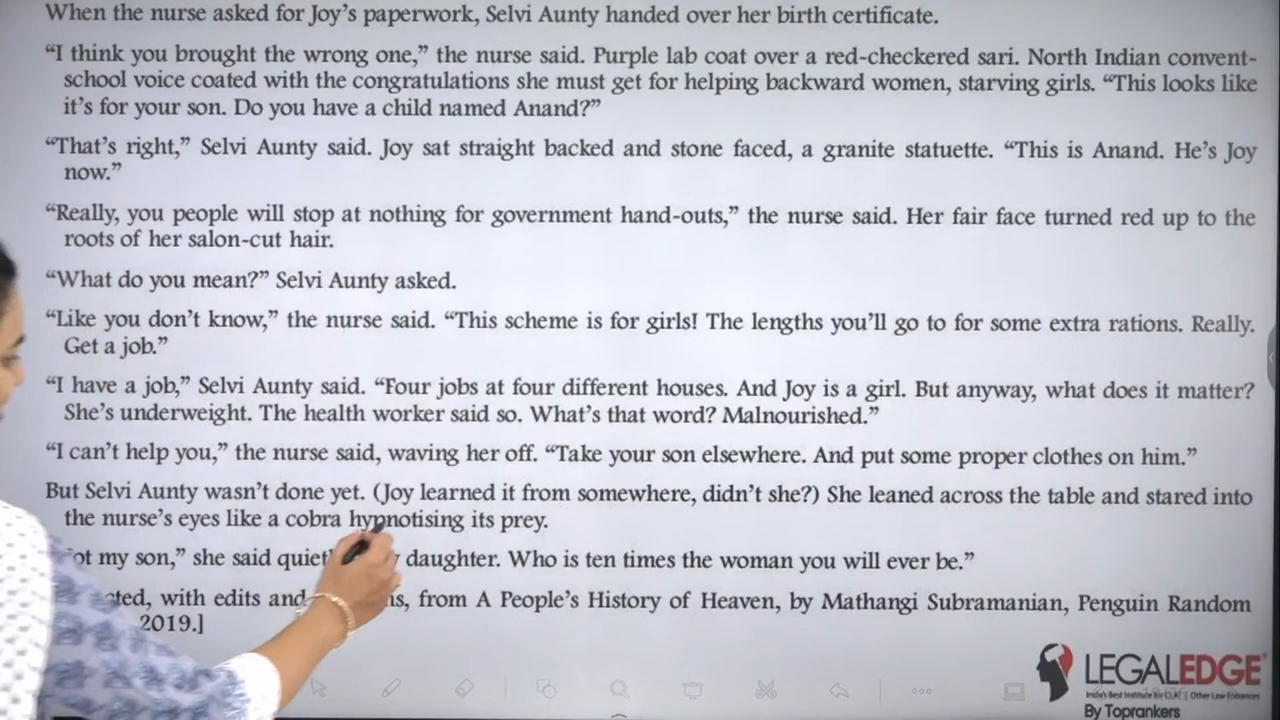 When the nurse asked for Joy’s paperwork, Selvi Aunty handed over her birth certificate.
“I think you brought the wrong one,” the nurse said. Purple lab coat over a red-checkered sari. North Indian convent-
school voice coated with the congratulations she must get for helping backward women, starving girls. “This looks like
it’s for your son. Do you have a child named Anand?”
“That’s right,” Selvi Aunty said. Joy sat straight backed and stone faced, a granite statuette. “This is Anand. He’s Joy
now.”
“Really, you people will stop at nothing for government hand-outs,” the nurse said. Her fair face turned red up to the
roots of her salon-cut hair.
“What do you mean?” Selvi Aunty asked.
“Like you don’t know,” the nurse said. “This scheme is for girls! The lengths you’ll go to for some extra rations. Really.
Get a job.”
“I have a job,” Selvi Aunty said. “Four jobs at four different houses. And Joy is a girl. But anyway, what does it matter?
She’s underweight. The health worker said so. What’s that word? Malnourished.”
“I can’t help you,” the nurse said, waving her off. “Take your son elsewhere. And put some proper clothes on him.”
But Selvi Aunty wasn’t done yet. (Joy learned it from somewhere, didn’t she?) She leaned across the table and stared into
the nurse’s eyes like a cobra hypnotising its prey.
my son,” she said daughter. Who is ten times the woman you will ever be.”
with edits and from A People’s History of Heaven, by Mathangi Subramanian, Penguin Random
2019.]
LEGALEDGE
India's Best Institute for CLAT | Other Law Entrances
By Toprankers